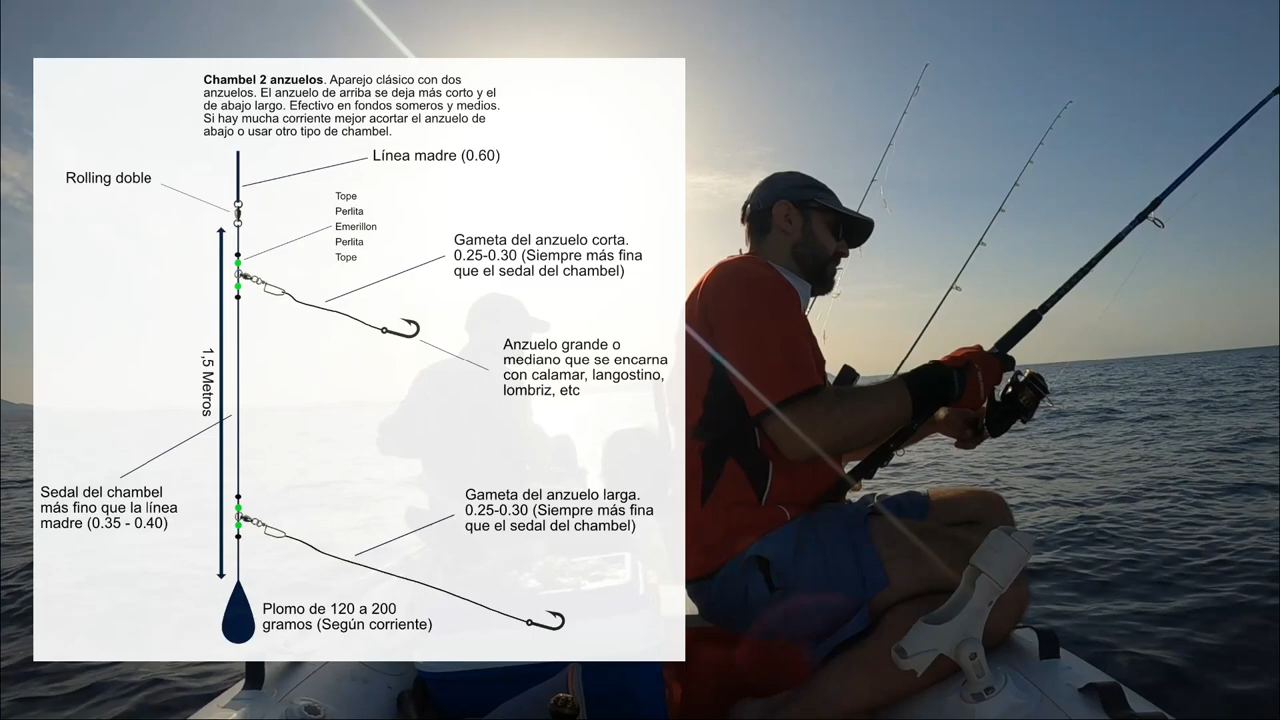 Chambel 2 anzuelos. Aparejo clásico con dos
anzuelos. El anzuelo de arriba se deja más corto y el
de abajo largo. Efectivo en fondos someros y medios.
Si hay mucha corriente mejor acortar el anzuelo de
abajo o usar otro tipo de chambel.
Línea madre (0.60)
Rolling doble
Tope
Perlita
Emerillon
Perlita
Tope
Gameta del anzuelo corta.
0.25-0.30 (Siempre más fina
que el sedal del chambel)
Anzuelo grande o
mediano que se encarna
con calamar, langostino,
lombriz, etc
1,5 Metros
Sedal del chambel
más fino que la línea
madre (0.35 - 0.40)
Gameta del anzuelo larga.
0.25-0.30 (Siempre más fina
que el sedal del chambel)
Plomo de 120 a 200
gramos (Según corriente)